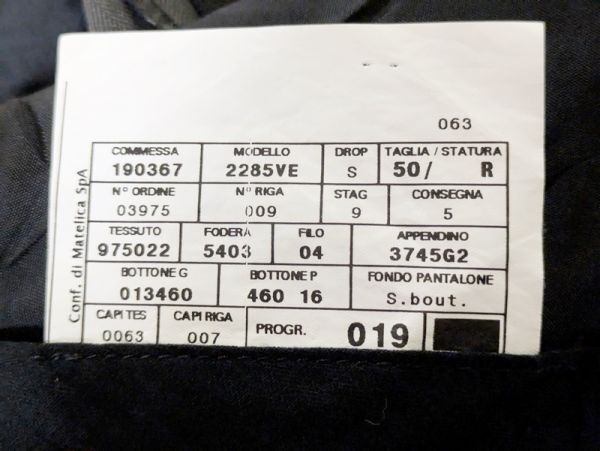 063
COMMESSA MODELLO DROP TAGLIA / STATURA
190367 2285VE S 50/ R
N° ORDINE N° RIGA STAG CONSEGNA
03975 009 9 5
TESSUTO FODERA FILO APPENDINO
975022 5403 04 3745G2
BOTTONE G BOTTONE P FONDO PANTALONE
013460 460 16 S.bout.
CAPI TES CAPI RIGA PROGR. 019
0063 007
Conf. di Matelica SpA